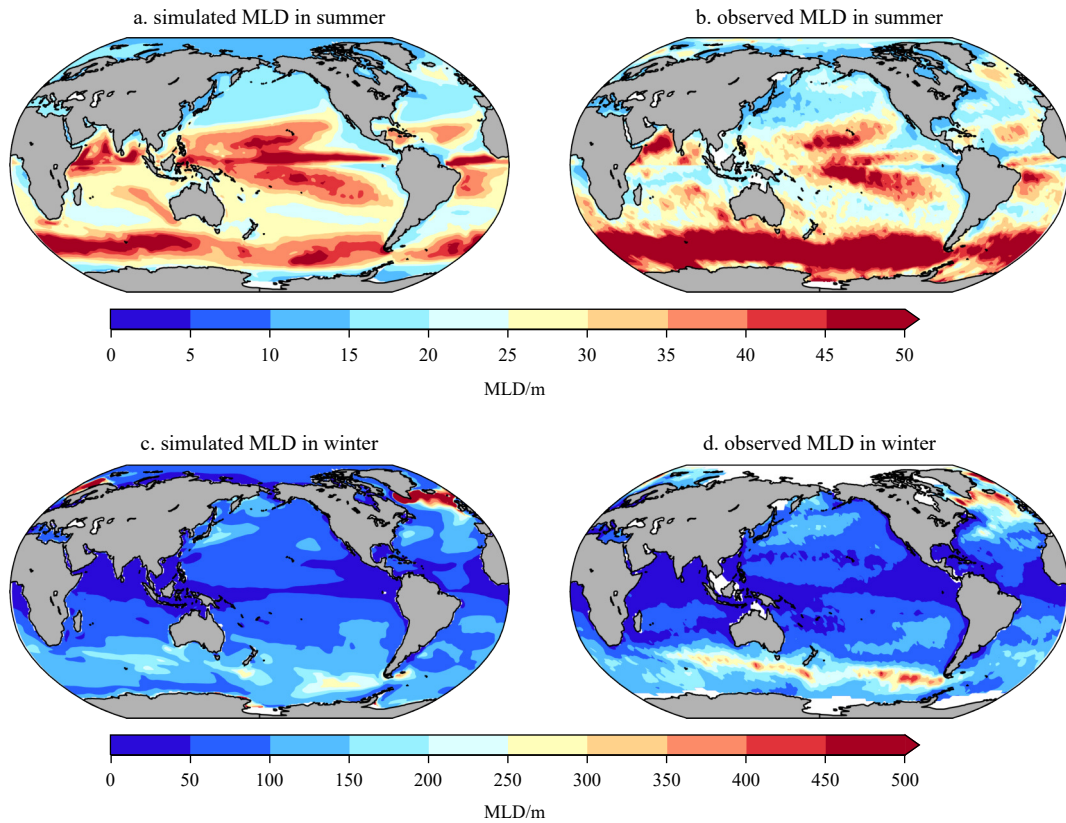 a. simulated MLD in summer
b. observed MLD in summer
0 5 10 15 20 25 30 35 40 45 50
MLD/m
c. simulated MLD in winter
d. observed MLD in winter
0 50 100 150 200 250 300 350 400 450 500
MLD/m